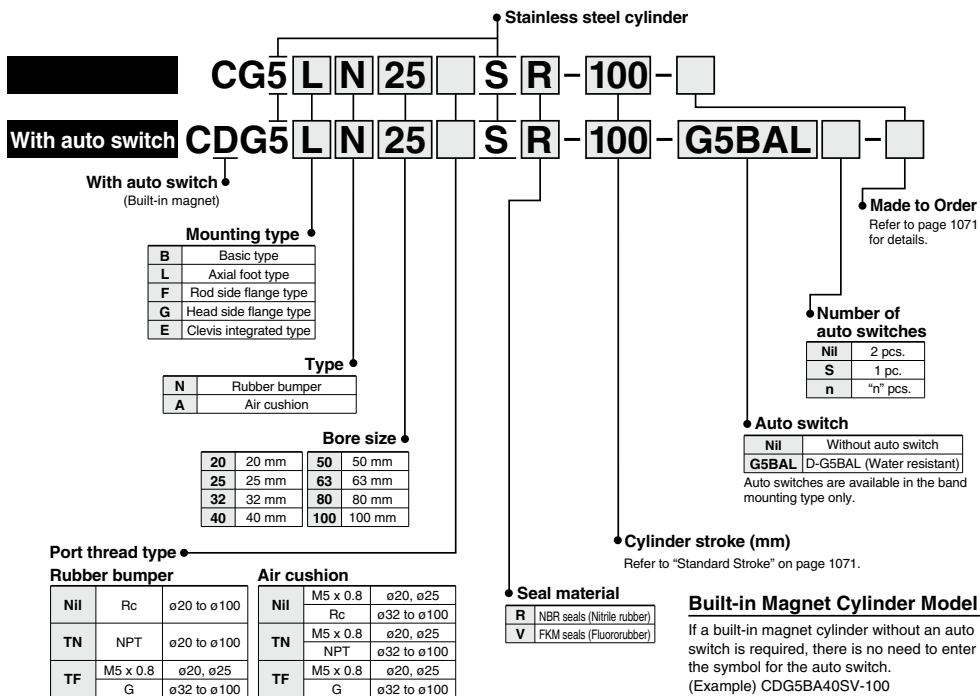 Stainless steel cylinder
CG5 L N 25 S R - 100 -
With auto switch CDG5 L N 25 S R - 100 - G5BAL -
With auto switch
(Built-in magnet)
Made to Order
Refer to page 1071
for details.
Mounting type
B Basic type
L Axial foot type
F Rod side flange type
G Head side flange type
E Clevis integrated type
Number of
auto switches
Nil 2 pcs.
S 1 pc.
n “n” pcs.
Type
N Rubber bumper
A Air cushion
Auto switch
Nil Without auto switch
G5BAL D-G5BAL (Water resistant)
Auto switches are available in the band
mounting type only.
Bore size
20 20 mm 50 50 mm
25 25 mm 63 63 mm
32 32 mm 80 80 mm
40 40 mm 100 100 mm
Cylinder stroke (mm)
Refer to “Standard Stroke” on page 1071.
Port thread type
Rubber bumper
Nil Rc ø20 to ø100
TN NPT ø20 to ø100
TF M5 x 0.8 ø20, ø25
G ø32 to ø100
Air cushion
Nil M5 x 0.8 ø20, ø25
Rc ø32 to ø100
TN M5 x 0.8 ø20, ø25
NPT ø32 to ø100
TF M5 x 0.8 ø20, ø25
G ø32 to ø100
Seal material
R NBR seals (Nitrile rubber)
V FKM seals (Fluororubber)
Built-in Magnet Cylinder Model
If a built-in magnet cylinder without an auto
switch is required, there is no need to enter
the symbol for the auto switch.
(Example) CDG5BA40SV-100